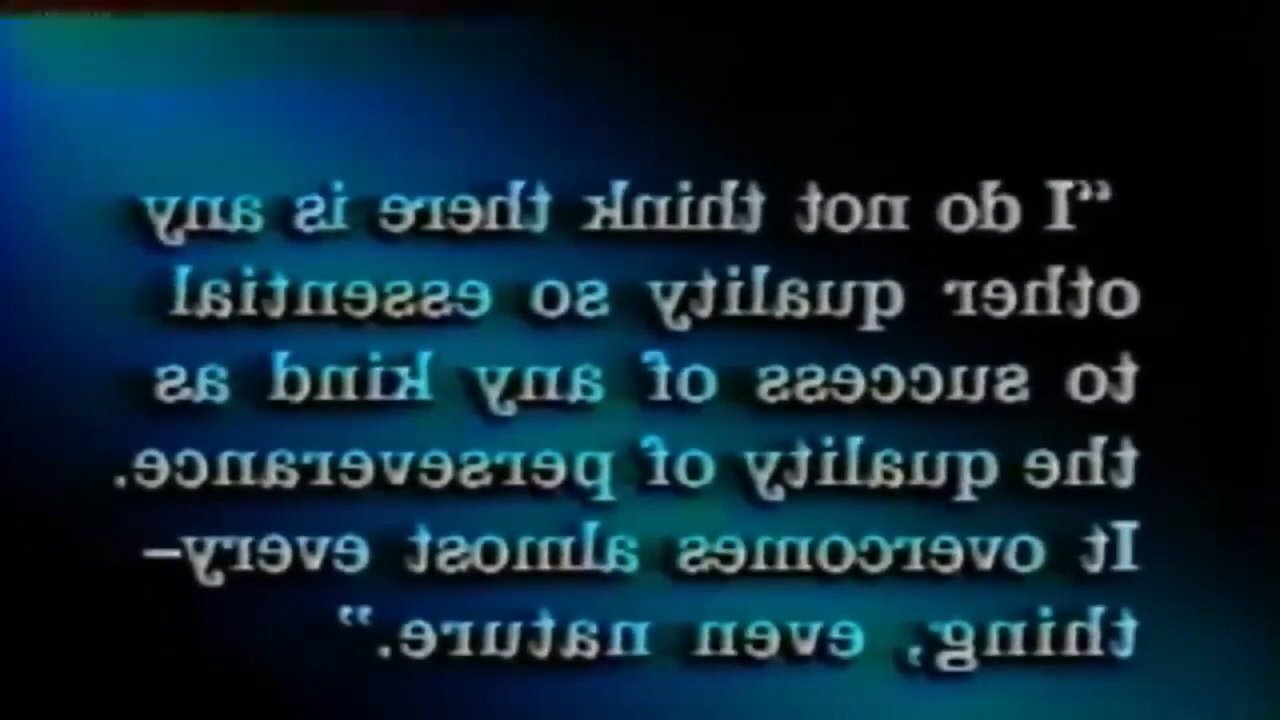 “I do not think there is any
other quality so essential
to success of any kind as
the quality of perseverance.
It overcomes almost every-
thing, even nature.”